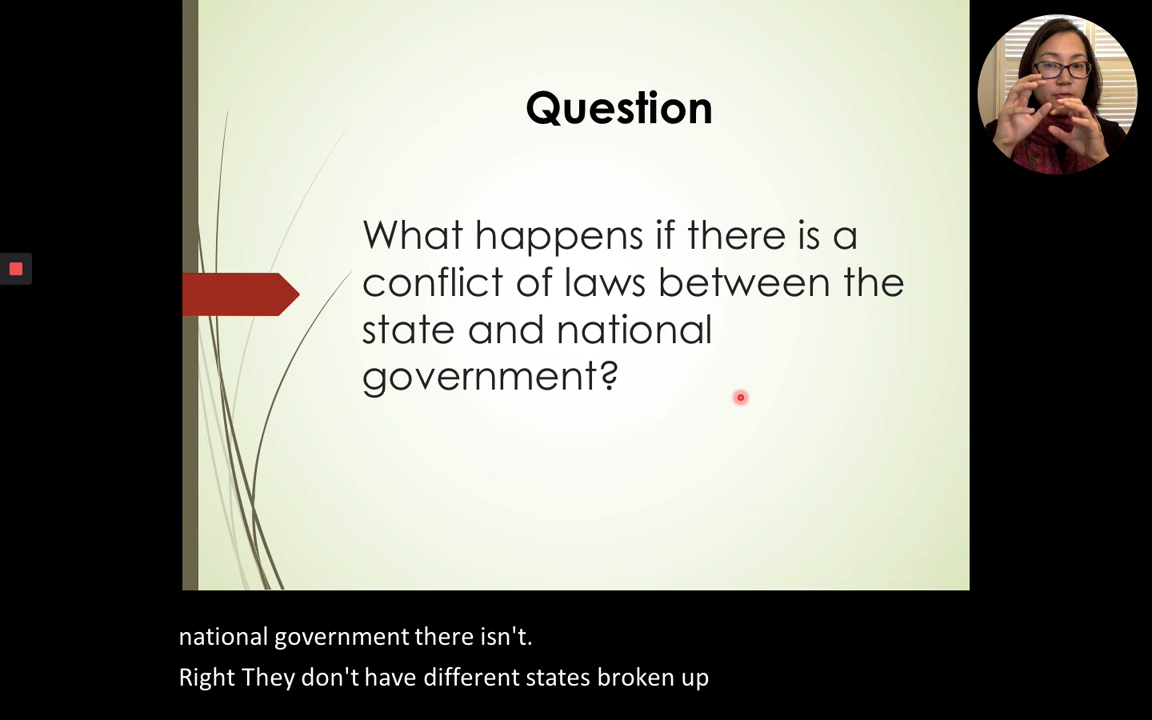 Question
What happens if there is a
conflict of laws between the
state and national
government?
national government there isn't.
Right They don't have different states broken up